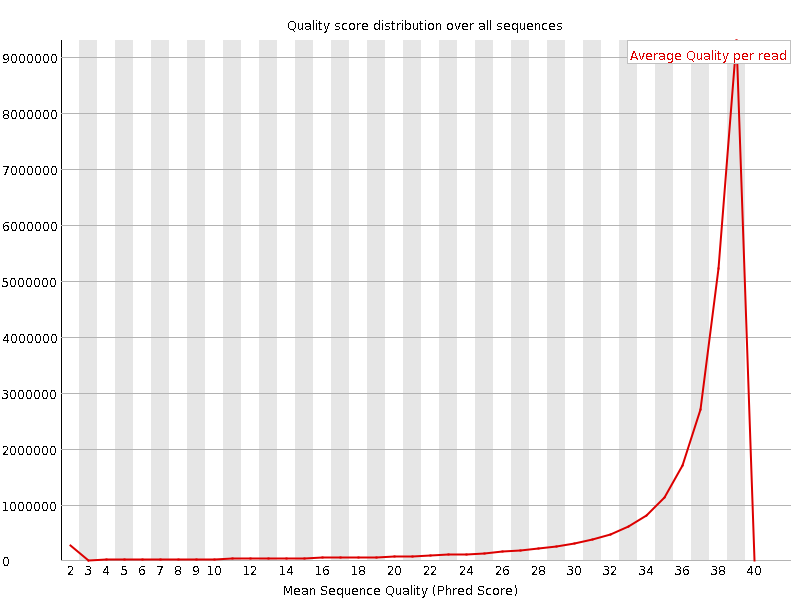 Quality score distribution over all sequences
Average Quality per read
9000000
8000000
7000000
6000000
5000000
4000000
3000000
2000000
1000000
0
2 3 4 5 6 7 8 9 10 12 14 16 18 20 22 24 26 28 30 32 34 36 38 40
Mean Sequence Quality (Phred Score)